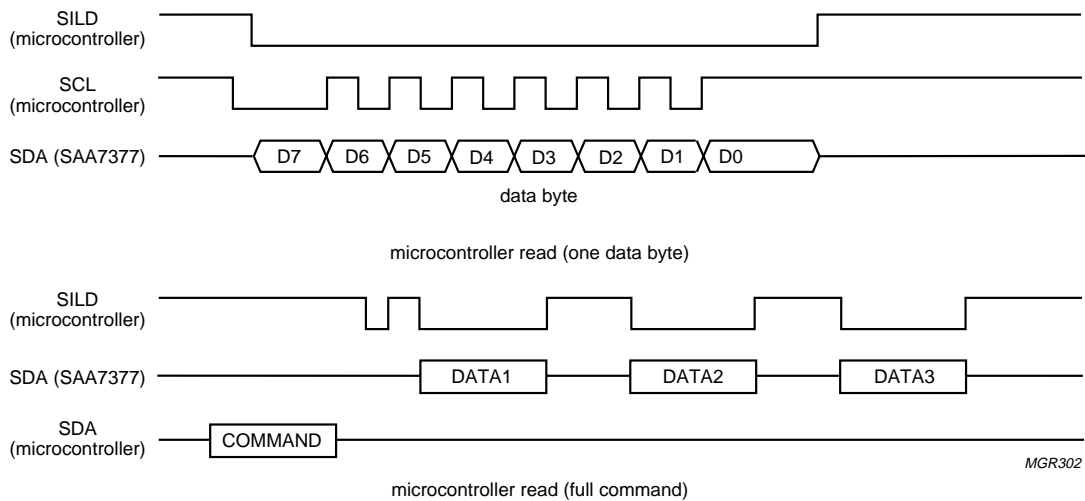 SILD
(microcontroller)
SCL
(microcontroller)
SDA (SAA7377)
D7 D6 D5 D4 D3 D2 D1 D0
data byte
microcontroller read (one data byte)
SILD
(microcontroller)
SDA (SAA7377)
DATA1 DATA2 DATA3
SDA
(microcontroller)
COMMAND
MGR302
microcontroller read (full command)